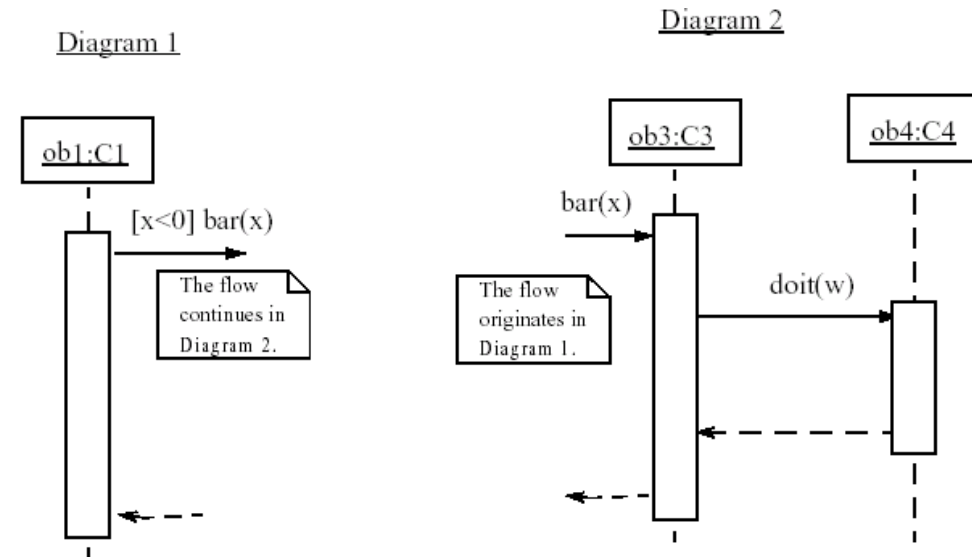 Diagram 1
ob1:C1
[x<0] bar(x)
The flow
continues in
Diagram 2.
Diagram 2
ob3:C3
ob4:C4
bar(x)
The flow
originates in
Diagram 1.
doit(w)